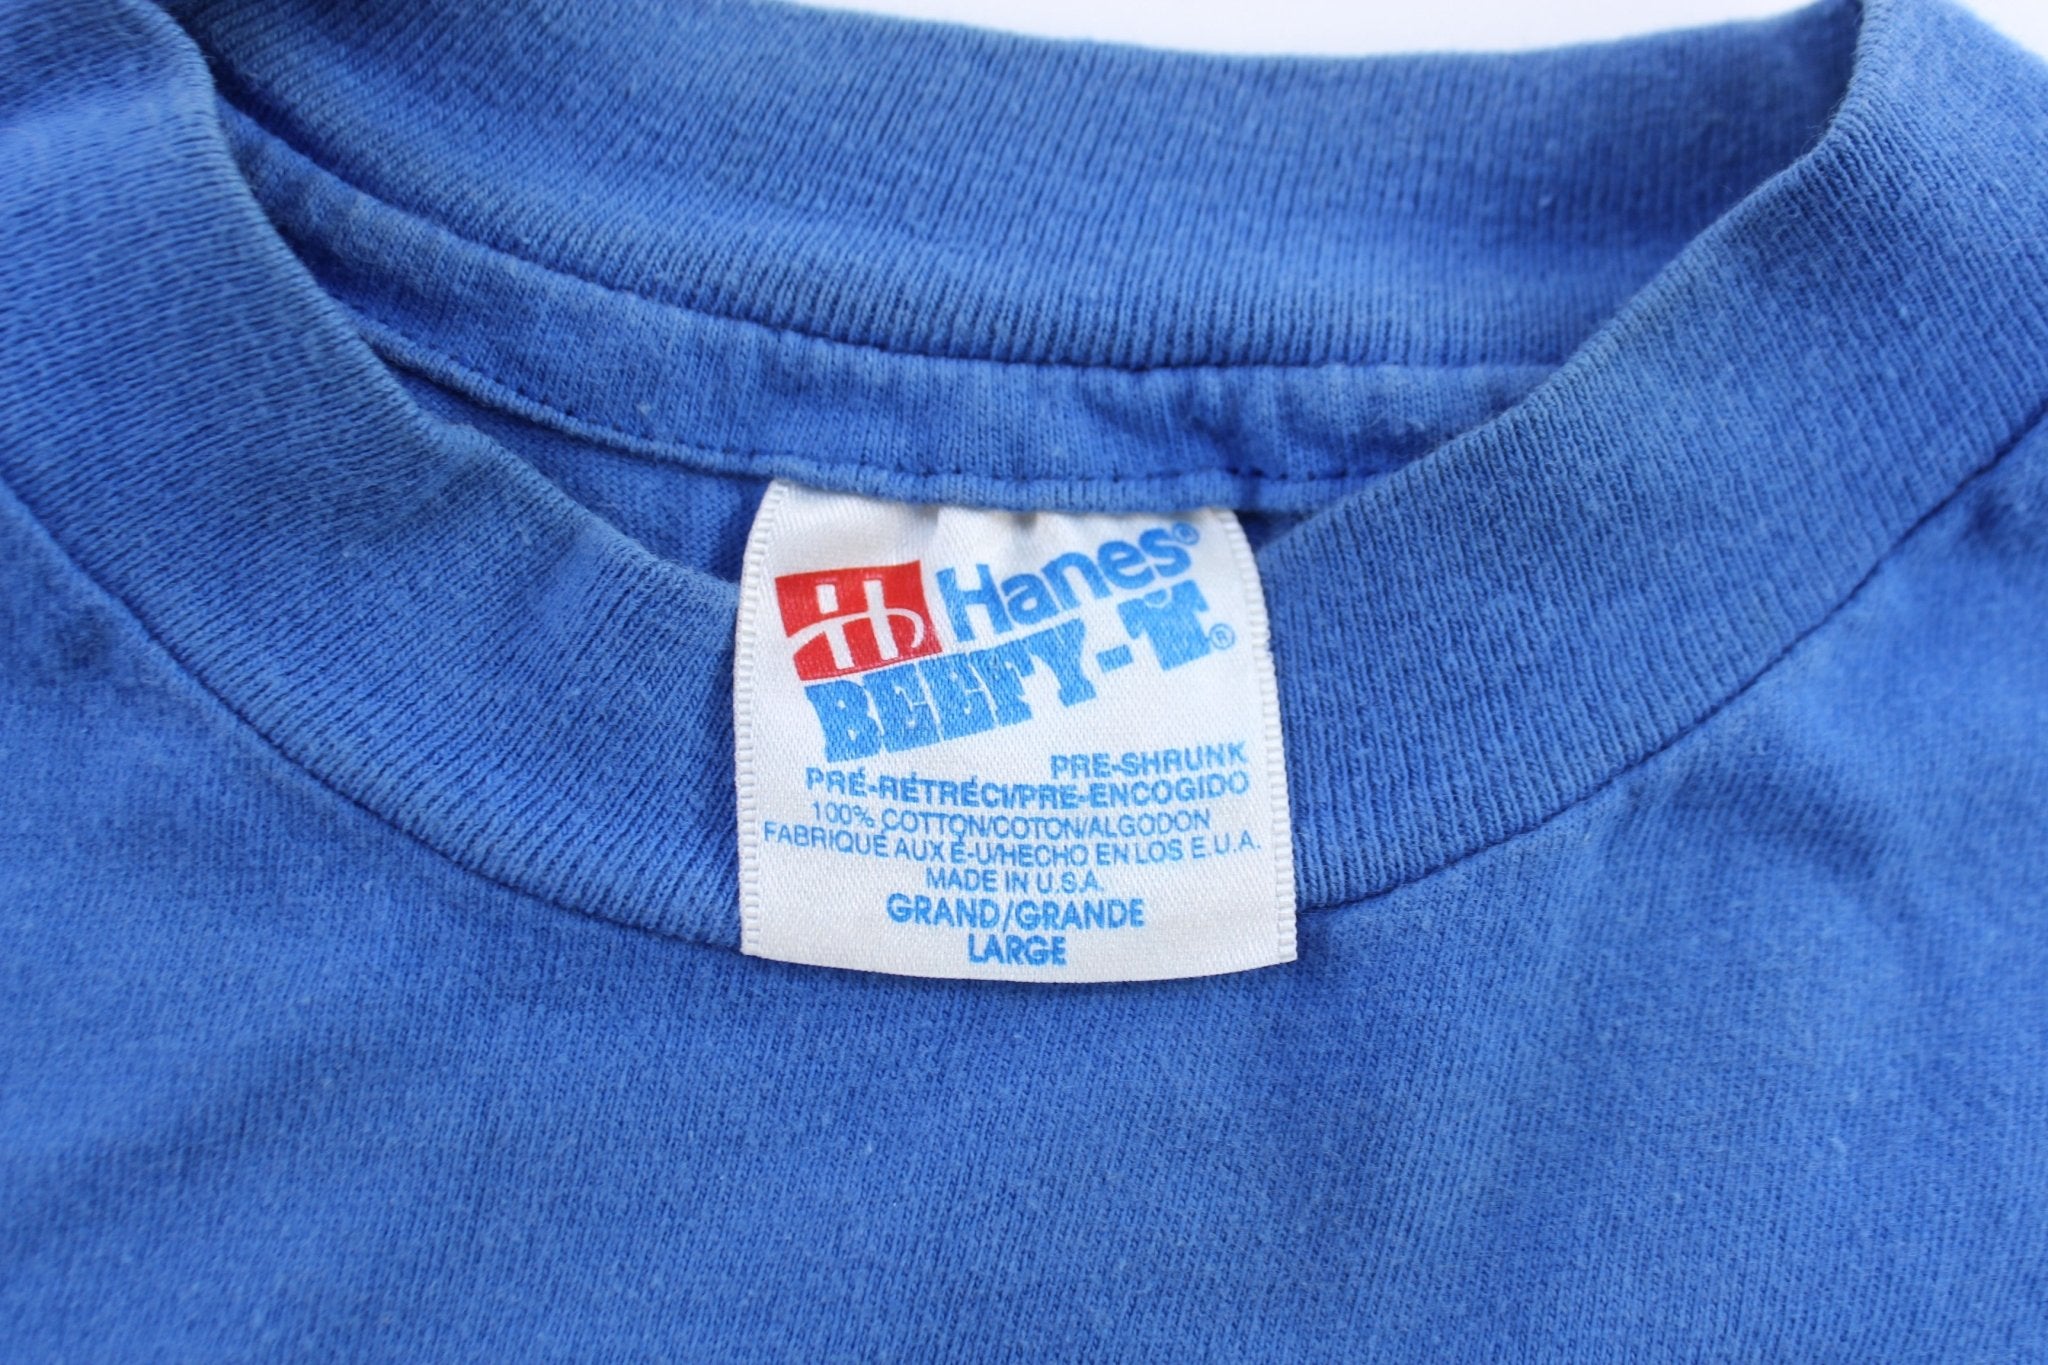 H Hanes®
BEEFY-T®
PRE-SHRUNK
PRÉ-RÉTRÉCI/PRE-ENCOGIDO
100% COTTON/COTON/ALGODON
FABRIQUÉ AUX É-U/HECHO EN LOS E.U.A.
MADE IN U.S.A.
GRAND/GRANDE
LARGE